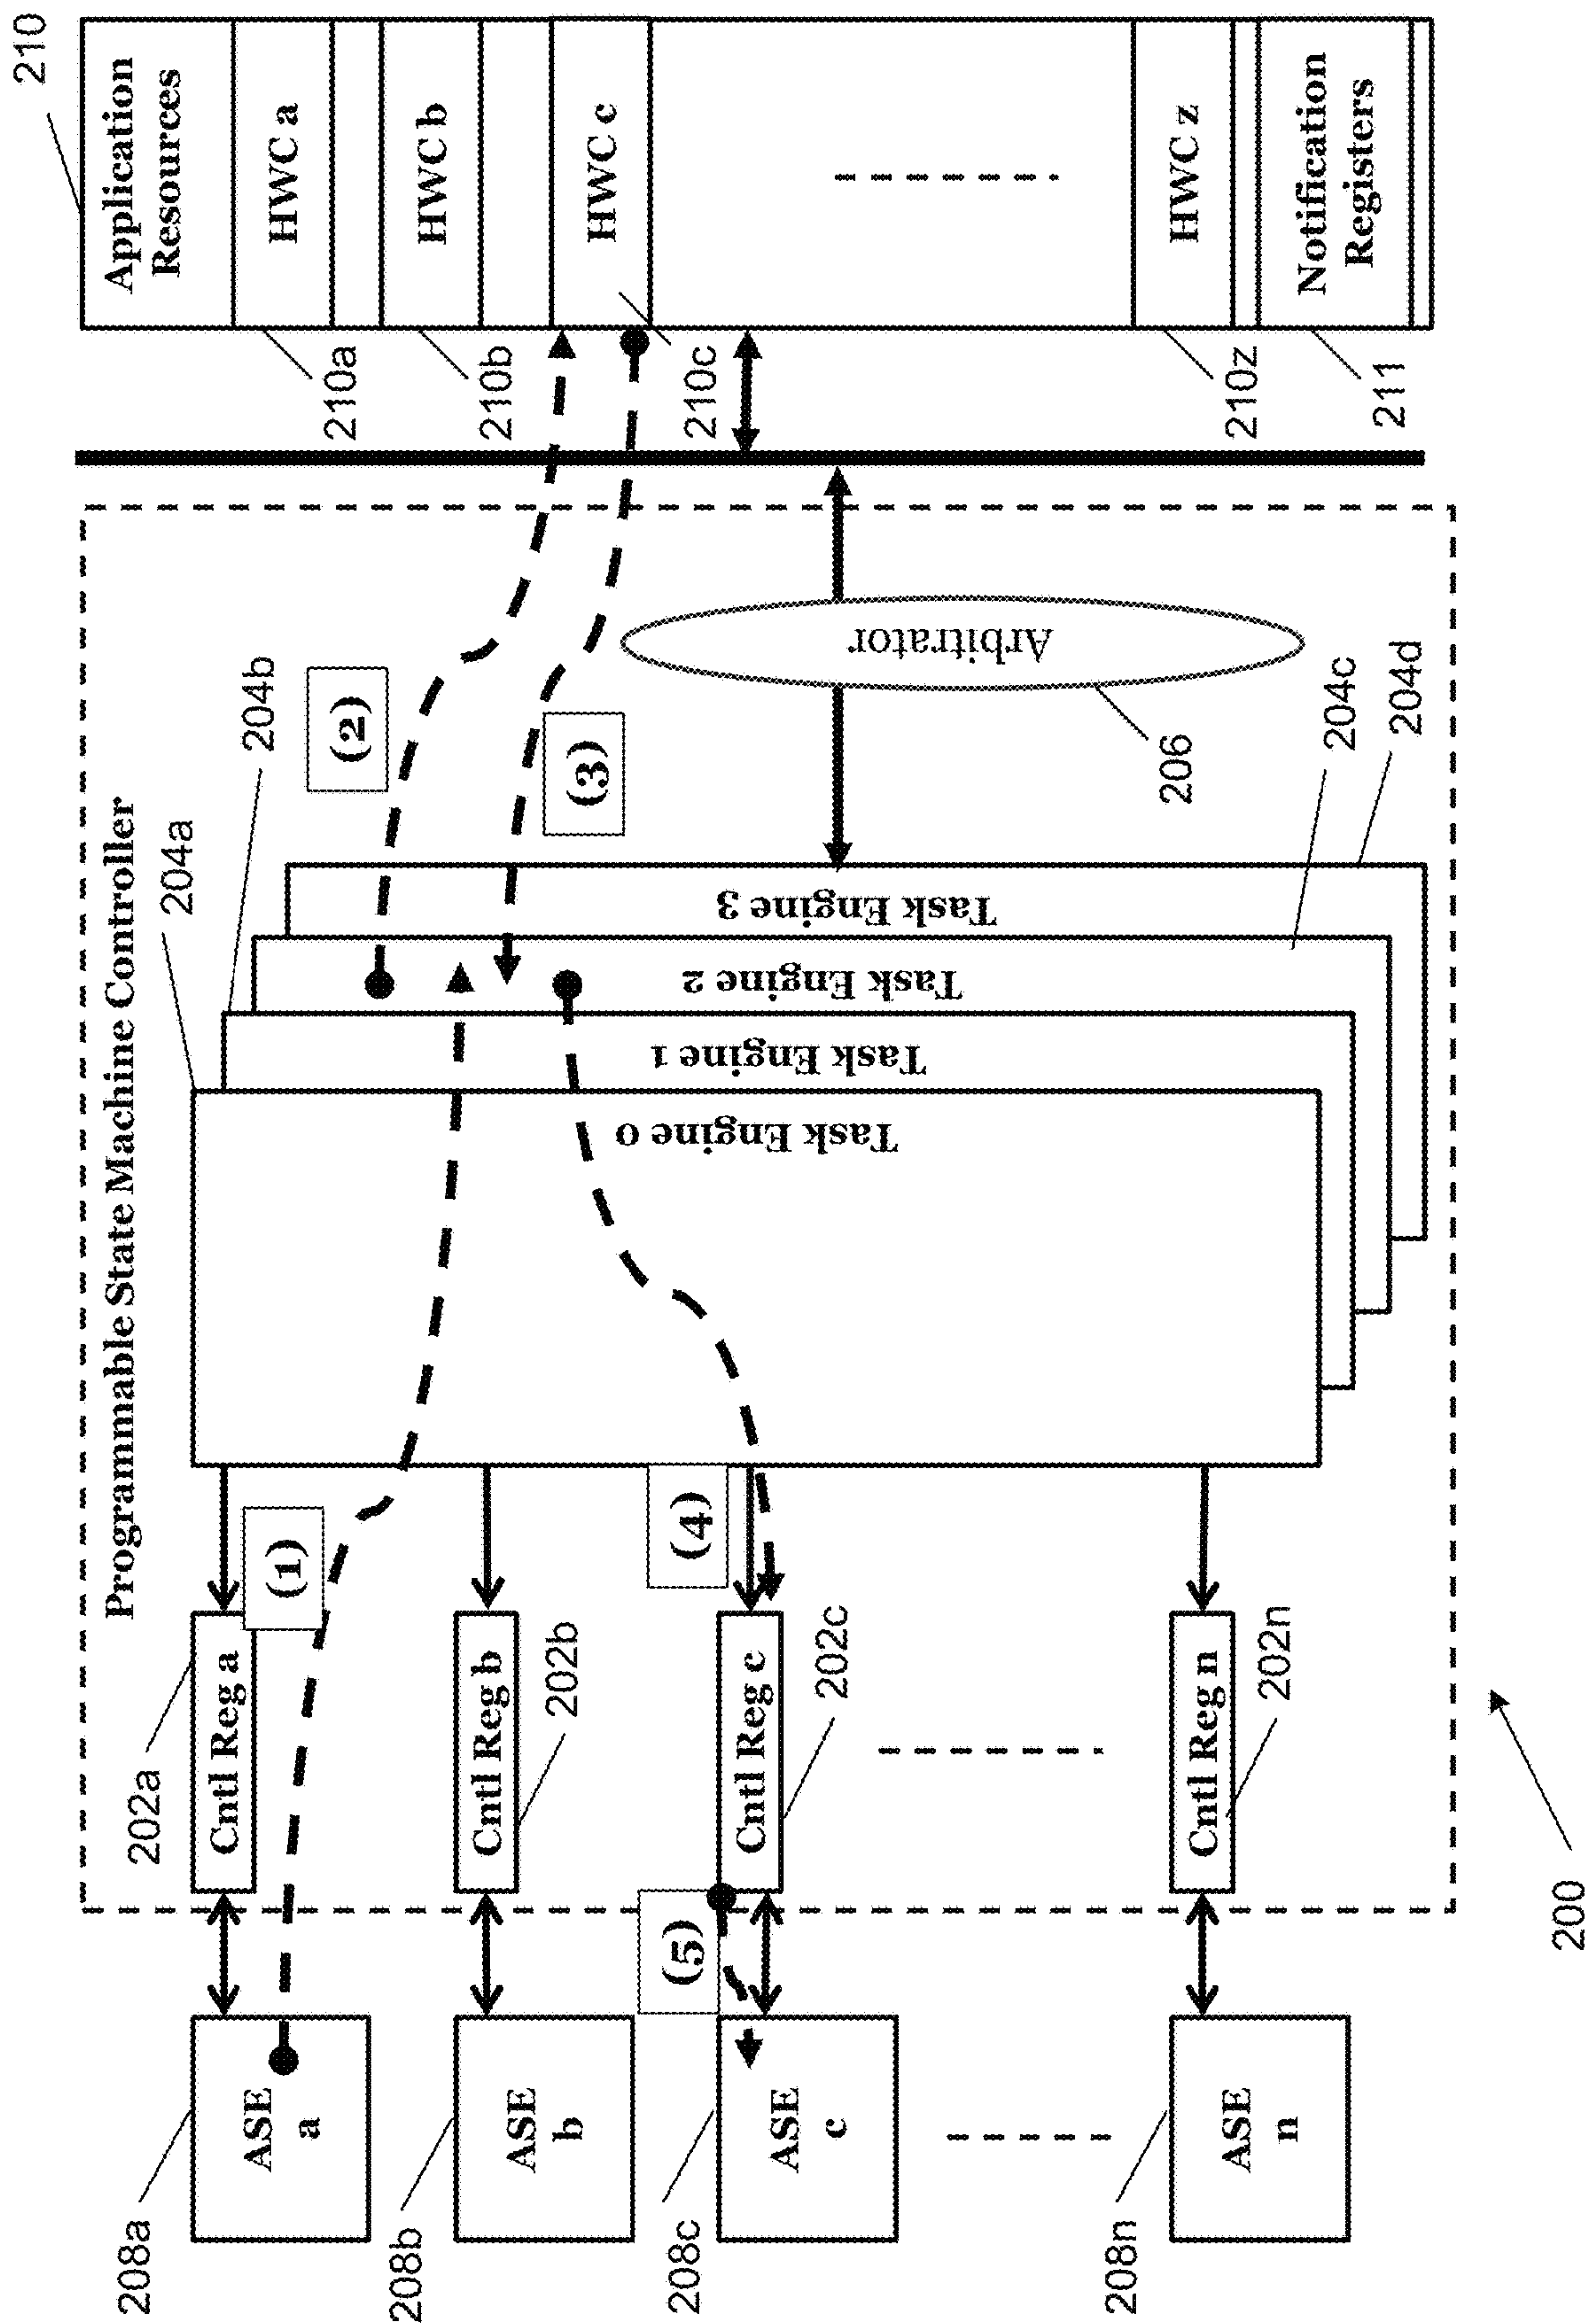 210
Application
Resources
HWC a
HWC b
HWC c
HWC z
Notification
Registers
210a
210b
210c
210z
211
Programmable State Machine Controller
204a
204b
(2)
(3)
Arbitrator
206
204c
204d
Task Engine 3
Task Engine 2
Task Engine 1
Task Engine 0
(1)
(4)
202a
Cntl Reg a
Cntl Reg b
202b
Cntl Reg c
202c
Cntl Reg n
202n
(5)
200
208a
ASE
a
208b
ASE
b
208c
ASE
c
208n
ASE
n